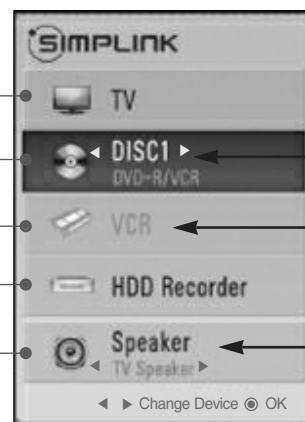 SIMPLINK
TV
DISC1
DVD-R/VCR
VCR
HDD Recorder
Speaker
TV Speaker
◀ ▶ Change Device ◉ OK